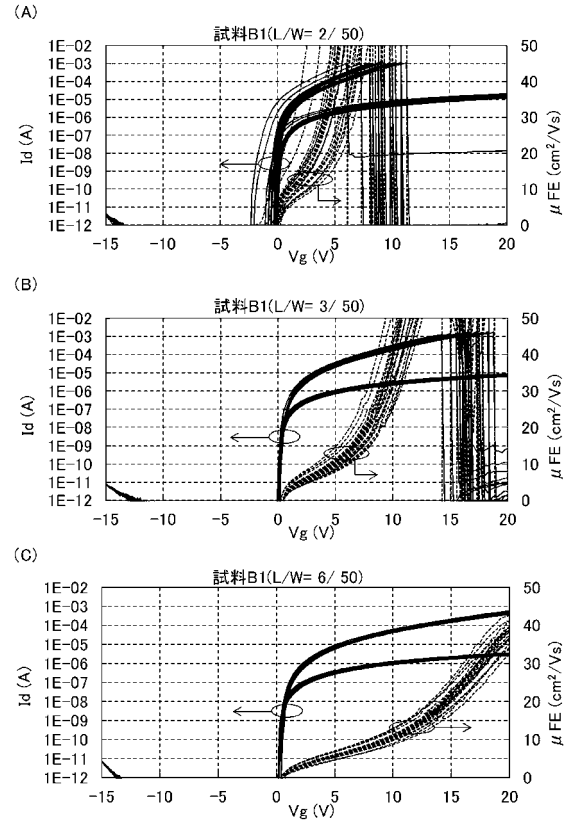 (A)
試料B1(L/W= 2/ 50)
1E-02
1E-03
1E-04
1E-05
1E-06
1E-07
1E-08
1E-09
1E-10
1E-11
1E-12
Id (A)
50
40
30
20
10
0
μFE (cm2/Vs)
-15 -10 -5 0 5 10 15 20
Vg (V)
(B)
試料B1(L/W= 3/ 50)
1E-02
1E-03
1E-04
1E-05
1E-06
1E-07
1E-08
1E-09
1E-10
1E-11
1E-12
Id (A)
50
40
30
20
10
0
μFE (cm2/Vs)
-15 -10 -5 0 5 10 15 20
Vg (V)
(C)
試料B1(L/W= 6/ 50)
1E-02
1E-03
1E-04
1E-05
1E-06
1E-07
1E-08
1E-09
1E-10
1E-11
1E-12
Id (A)
50
40
30
20
10
0
μFE (cm2/Vs)
-15 -10 -5 0 5 10 15 20
Vg (V)